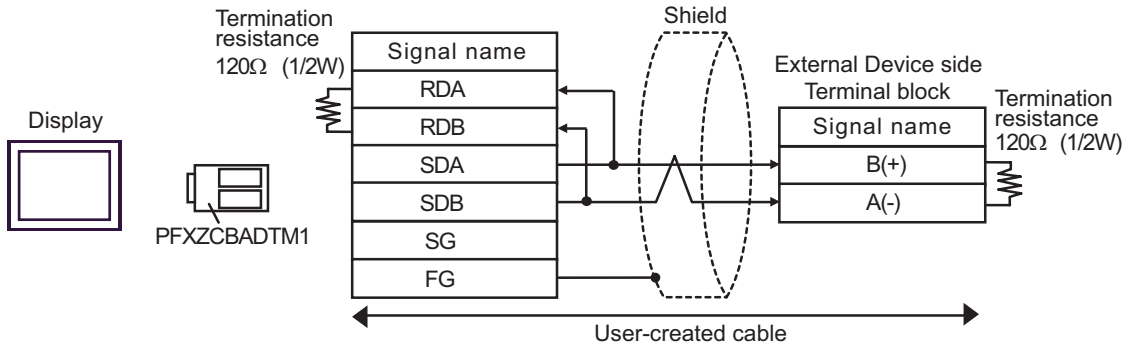 Display
PFXZCBADTM1
Termination
resistance
120Ω (1/2W)
Signal name
RDA
RDB
SDA
SDB
SG
FG
Shield
External Device side
Terminal block
Signal name
B(+)
A(-)
Termination
resistance
120Ω (1/2W)
User-created cable